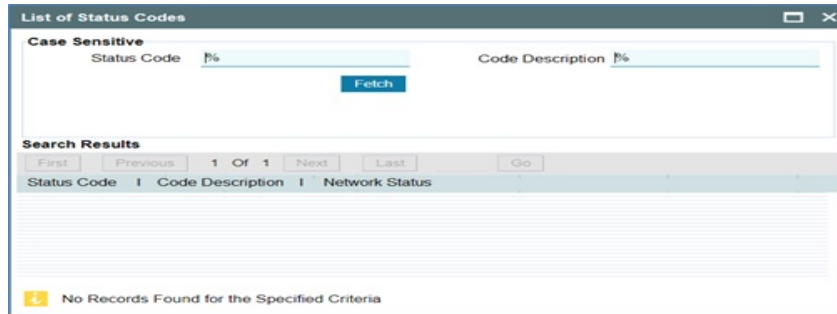 List of Status Codes
Case Sensitive
Status Code % Code Description %
Fetch
Search Results
First Previous 1 Of 1 Next Last Go
Status Code Code Description Network Status
No Records Found for the Specified Criteria